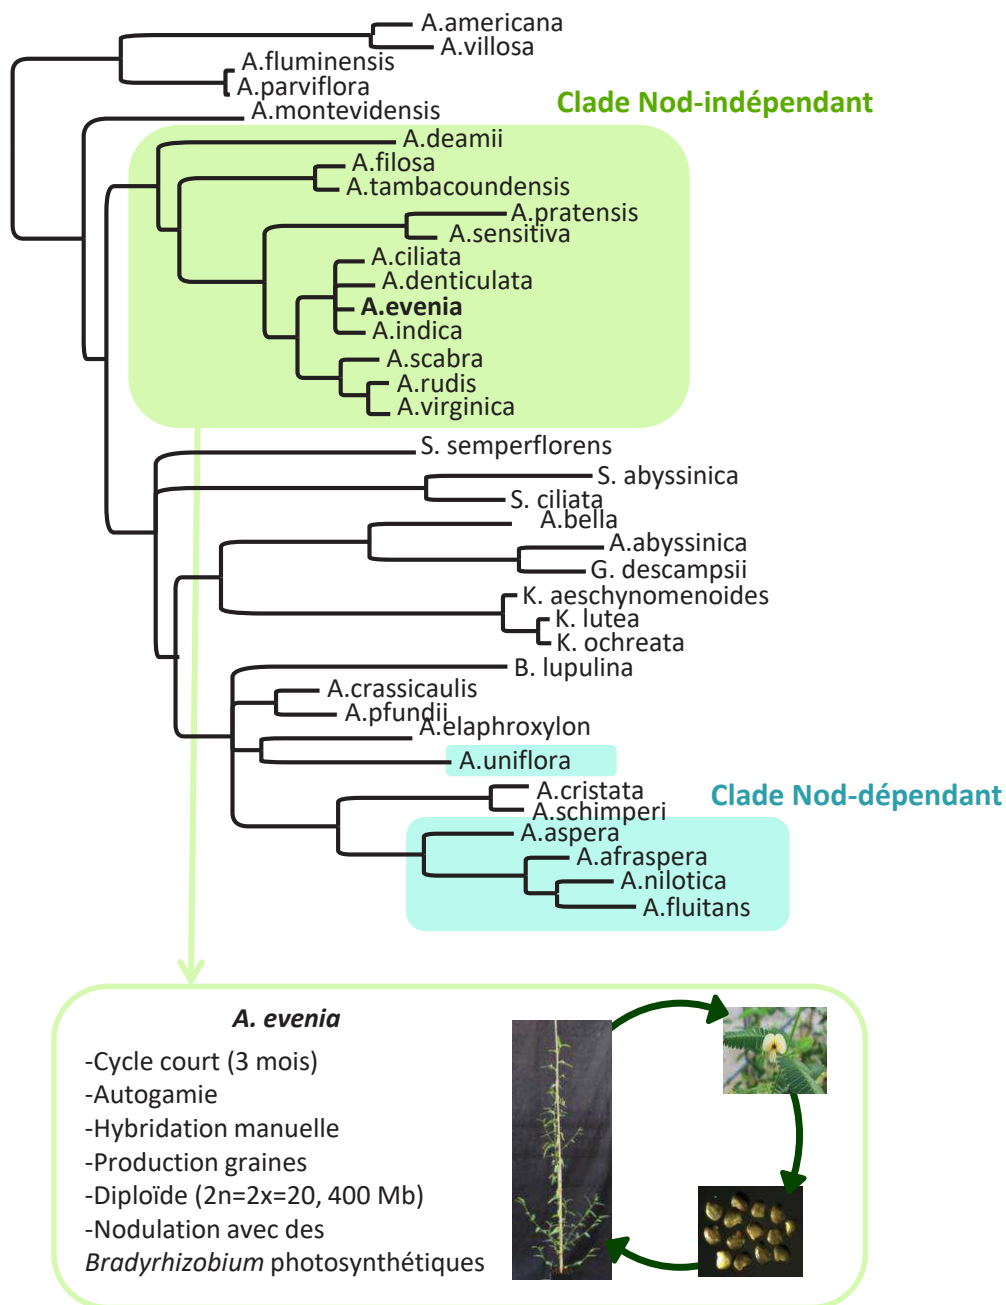 A.americana
A.villosa
A.fluminensis
A.parviflora
A.montevidensis
Clade Nod-indépendant
A.deamii
A.filosa
A.tambacoundensis
A.pratensis
A.sensitiva
A.ciliata
A.denticulata
A.evenia
A.indica
A.scabra
A.rudis
A.virginica
S. semperflorens
S. abyssinica
S. ciliata
A.bella
A.abyssinica
G. descampsii
K. aeschynomenoides
K. lutea
K. ochreata
B. lupulina
A.crassicaulis
A.pfundii
A.elaphroxylon
A.uniflora
A.cristata
Clade Nod-dépendant
A.schimperi
A.aspera
A.afraspera
A.nilotica
A.fluitans
A. evenia
-Cycle court (3 mois)
-Autogamie
-Hybridation manuelle
-Production graines
-Diploïde (2n=2x=20, 400 Mb)
-Nodulation avec des
Bradyrhizobium photosynthétiques